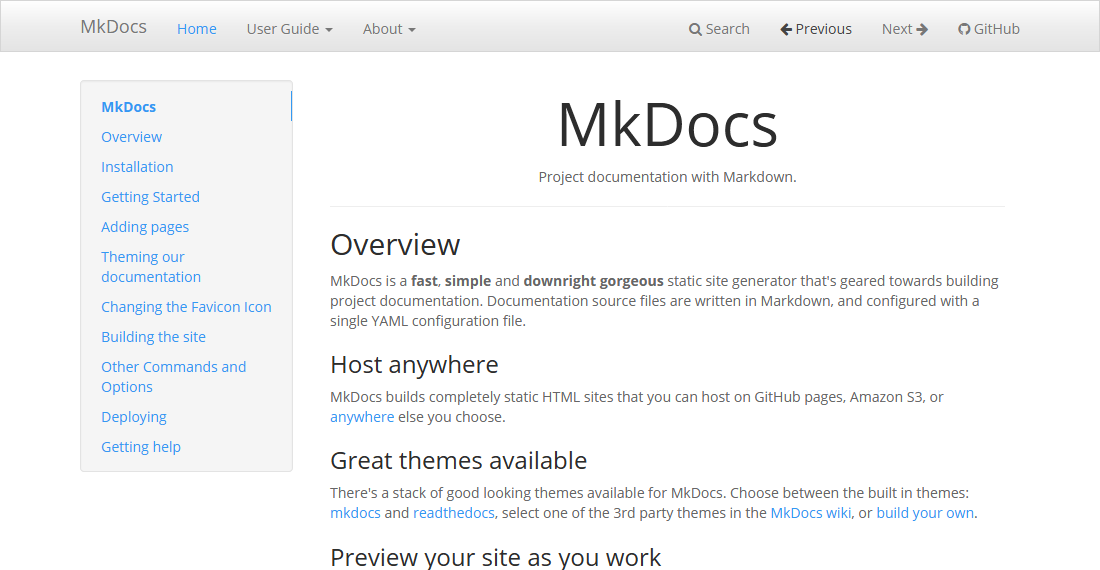 MkDocs Home User Guide About Search Previous Next GitHub
MkDocs
Overview
Installation
Getting Started
Adding pages
Theming our
documentation
Changing the Favicon Icon
Building the site
Other Commands and
Options
Deploying
Getting help
MkDocs
Project documentation with Markdown.
Overview
MkDocs is a fast, simple and downright gorgeous static site generator that's geared towards building
project documentation. Documentation source files are written in Markdown, and configured with a
single YAML configuration file.
Host anywhere
MkDocs builds completely static HTML sites that you can host on GitHub pages, Amazon S3, or
anywhere else you choose.
Great themes available
There's a stack of good looking themes available for MkDocs. Choose between the built in themes:
mkdocs and readthedocs, select one of the 3rd party themes in the MkDocs wiki, or build your own.
Preview your site as you work